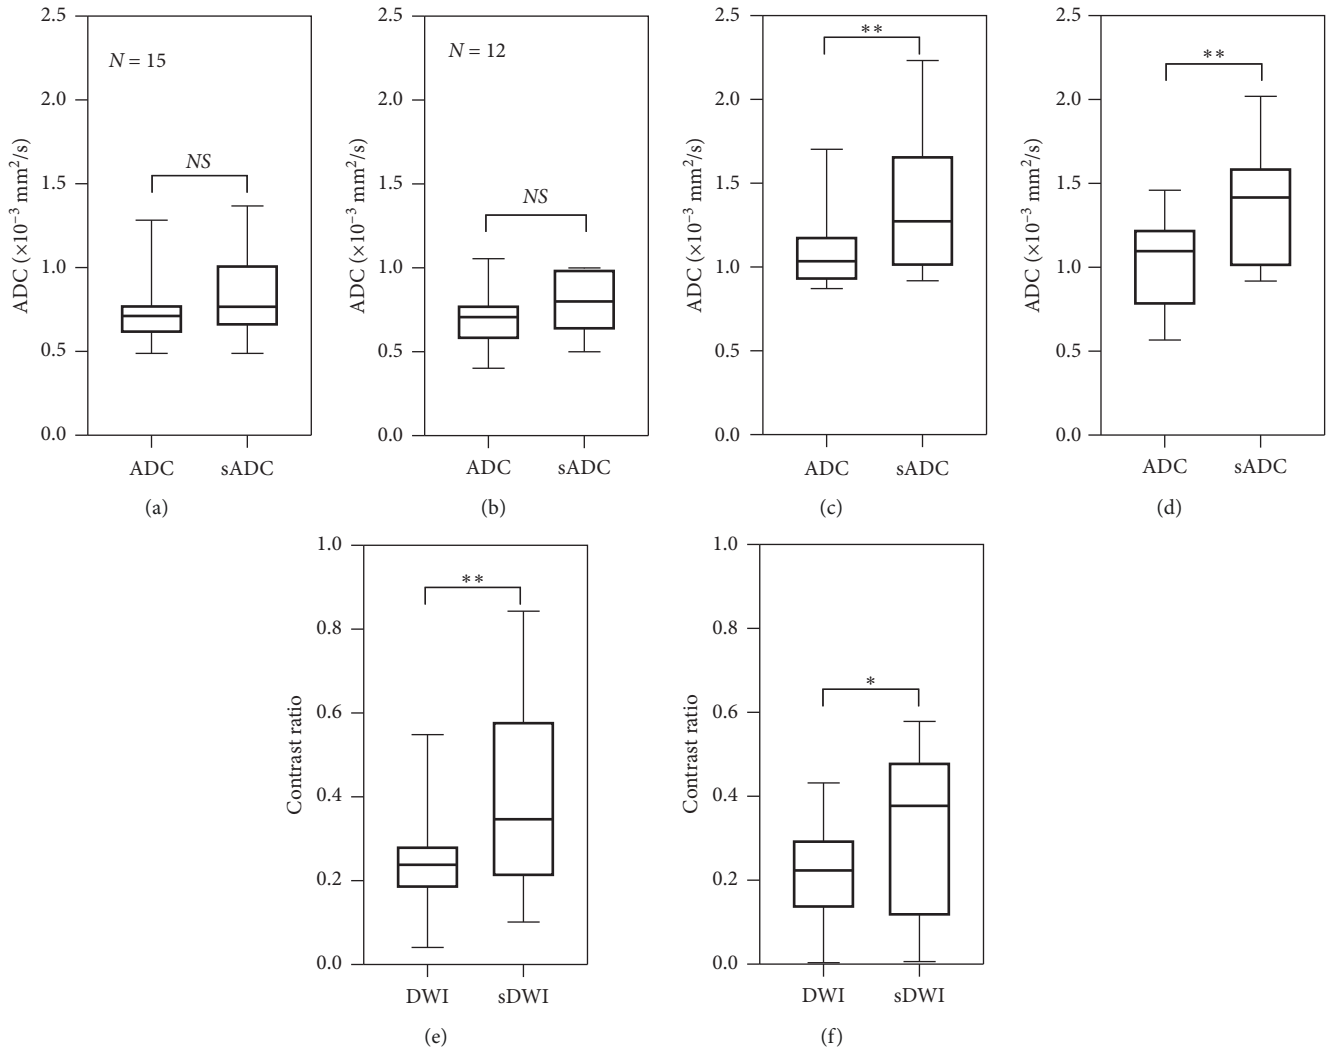 2.5
2.0
1.5
1.0
0.5
0.0
ADC (×10⁻³ mm²/s)
N = 15
NS
ADC
sADC
(a)
2.5
2.0
1.5
1.0
0.5
0.0
ADC (×10⁻³ mm²/s)
N = 12
NS
ADC
sADC
(b)
2.5
2.0
1.5
1.0
0.5
0.0
ADC (×10⁻³ mm²/s)
**
ADC
sADC
(c)
2.5
2.0
1.5
1.0
0.5
0.0
ADC (×10⁻³ mm²/s)
**
ADC
sADC
(d)
1.0
0.8
0.6
0.4
0.2
0.0
Contrast ratio
**
DWI
sDWI
(e)
1.0
0.8
0.6
0.4
0.2
0.0
Contrast ratio
*
DWI
sDWI
(f)